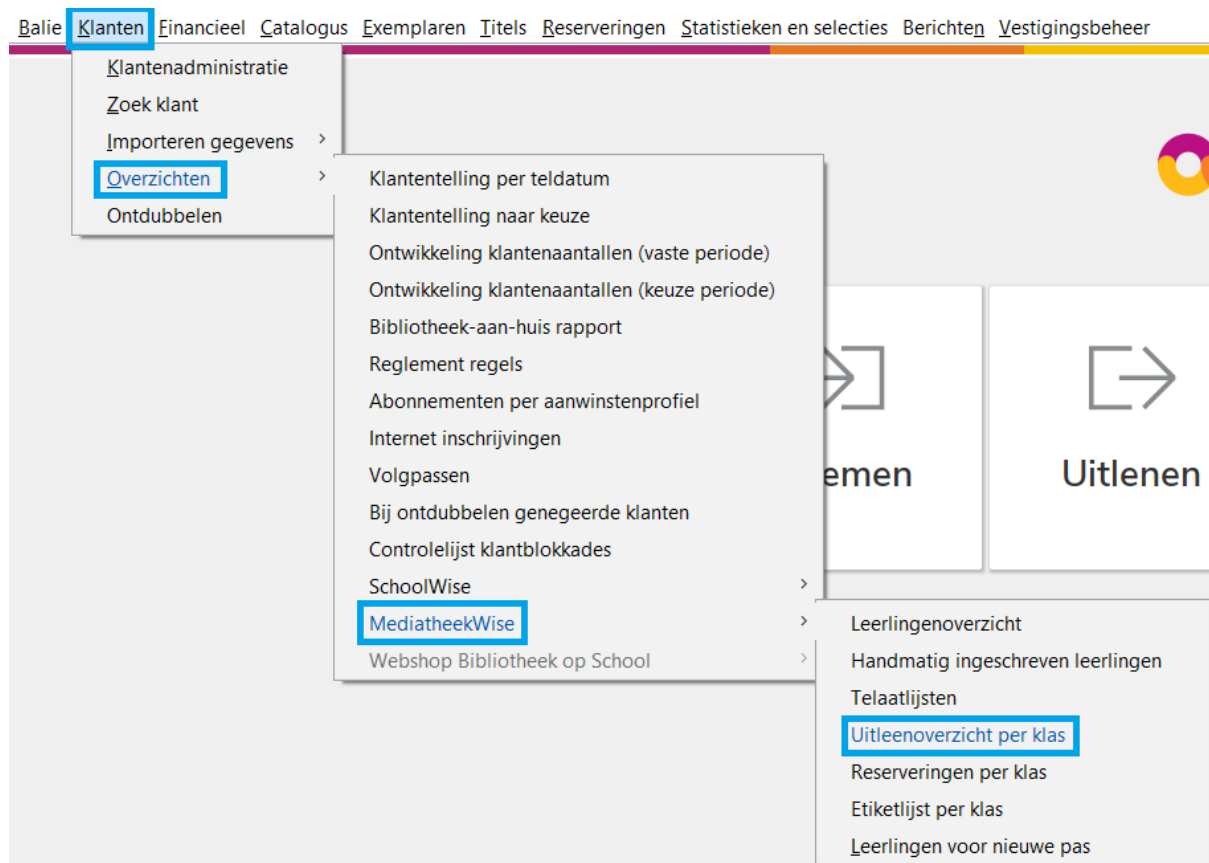 Balie Klanten Financieel Catalogus Exemplaren Titels Reserveringen Statistieken en selecties Berichten Vestigingsbeheer
Klantenadministratie
Zoek klant
Importeren gegevens
Overzichten
Ontdubbelen
Klantentelling per teldatum
Klantentelling naar keuze
Ontwikkeling klantenaantallen (vaste periode)
Ontwikkeling klantenaantallen (keuze periode)
Bibliotheek-aan-huis rapport
Reglement regels
Abonnementen per aanwinstenprofiel
Internet inschrijvingen
Volgpassen
Bij ontdubbelen genegeerde klanten
Controlelijst klantblokkades
SchoolWise
MediatheekWise
Webshop Bibliotheek op School
Leerlingenoverzicht
Handmatig ingeschreven leerlingen
Telaatlijsten
Uitleenoverzicht per klas
Reserveringen per klas
Etiketlijst per klas
Leerlingen voor nieuwe pas
emen
Uitlenen